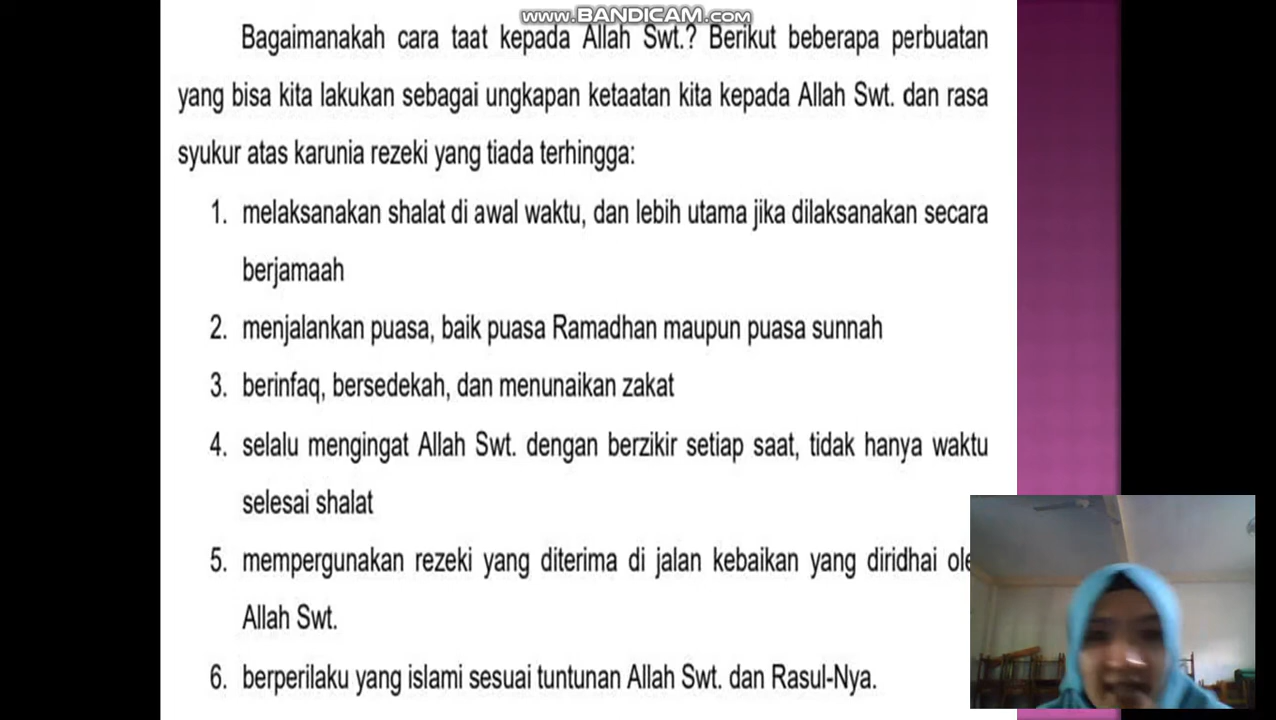 www.BANDICAM.com
Bagaimanakah cara taat kepada Allah Swt.? Berikut beberapa perbuatan
yang bisa kita lakukan sebagai ungkapan ketaatan kita kepada Allah Swt. dan rasa
syukur atas karunia rezeki yang tiada terhingga:
1. melaksanakan shalat di awal waktu, dan lebih utama jika dilaksanakan secara
berjamaah
2. menjalankan puasa, baik puasa Ramadhan maupun puasa sunnah
3. berinfaq, bersedekah, dan menunaikan zakat
4. selalu mengingat Allah Swt. dengan berzikir setiap saat, tidak hanya waktu
selesai shalat
5. mempergunakan rezeki yang diterima di jalan kebaikan yang diridhai
Allah Swt.
6. berperilaku yang islami sesuai tuntunan Allah Swt. dan Rasul-Nya.